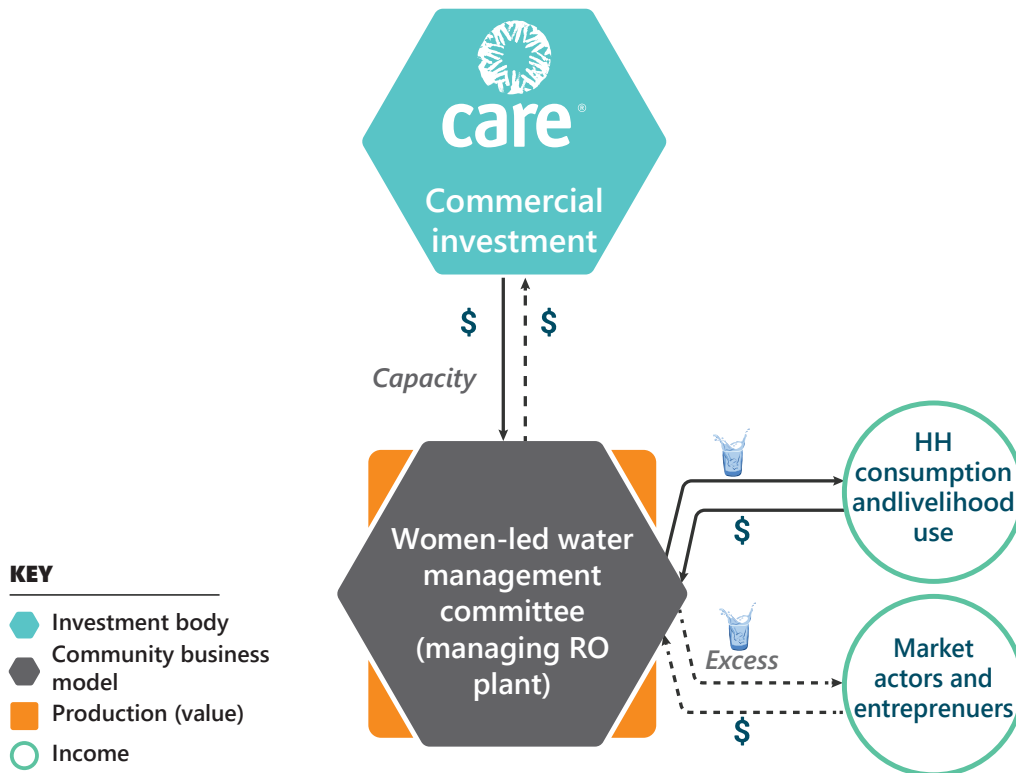 care®
Commercial
investment
$ $
Capacity
Women-led water
management
committee
(managing RO
plant)
HH
consumption
andlivelihood
use
$
Excess
Market
actors and
entreprenuers
$
KEY
Investment body
Community business
model
Production (value)
Income